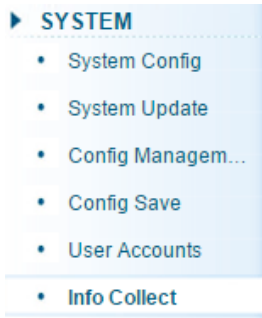 SYSTEM
System Config
System Update
Config Managem...
Config Save
User Accounts
Info Collect